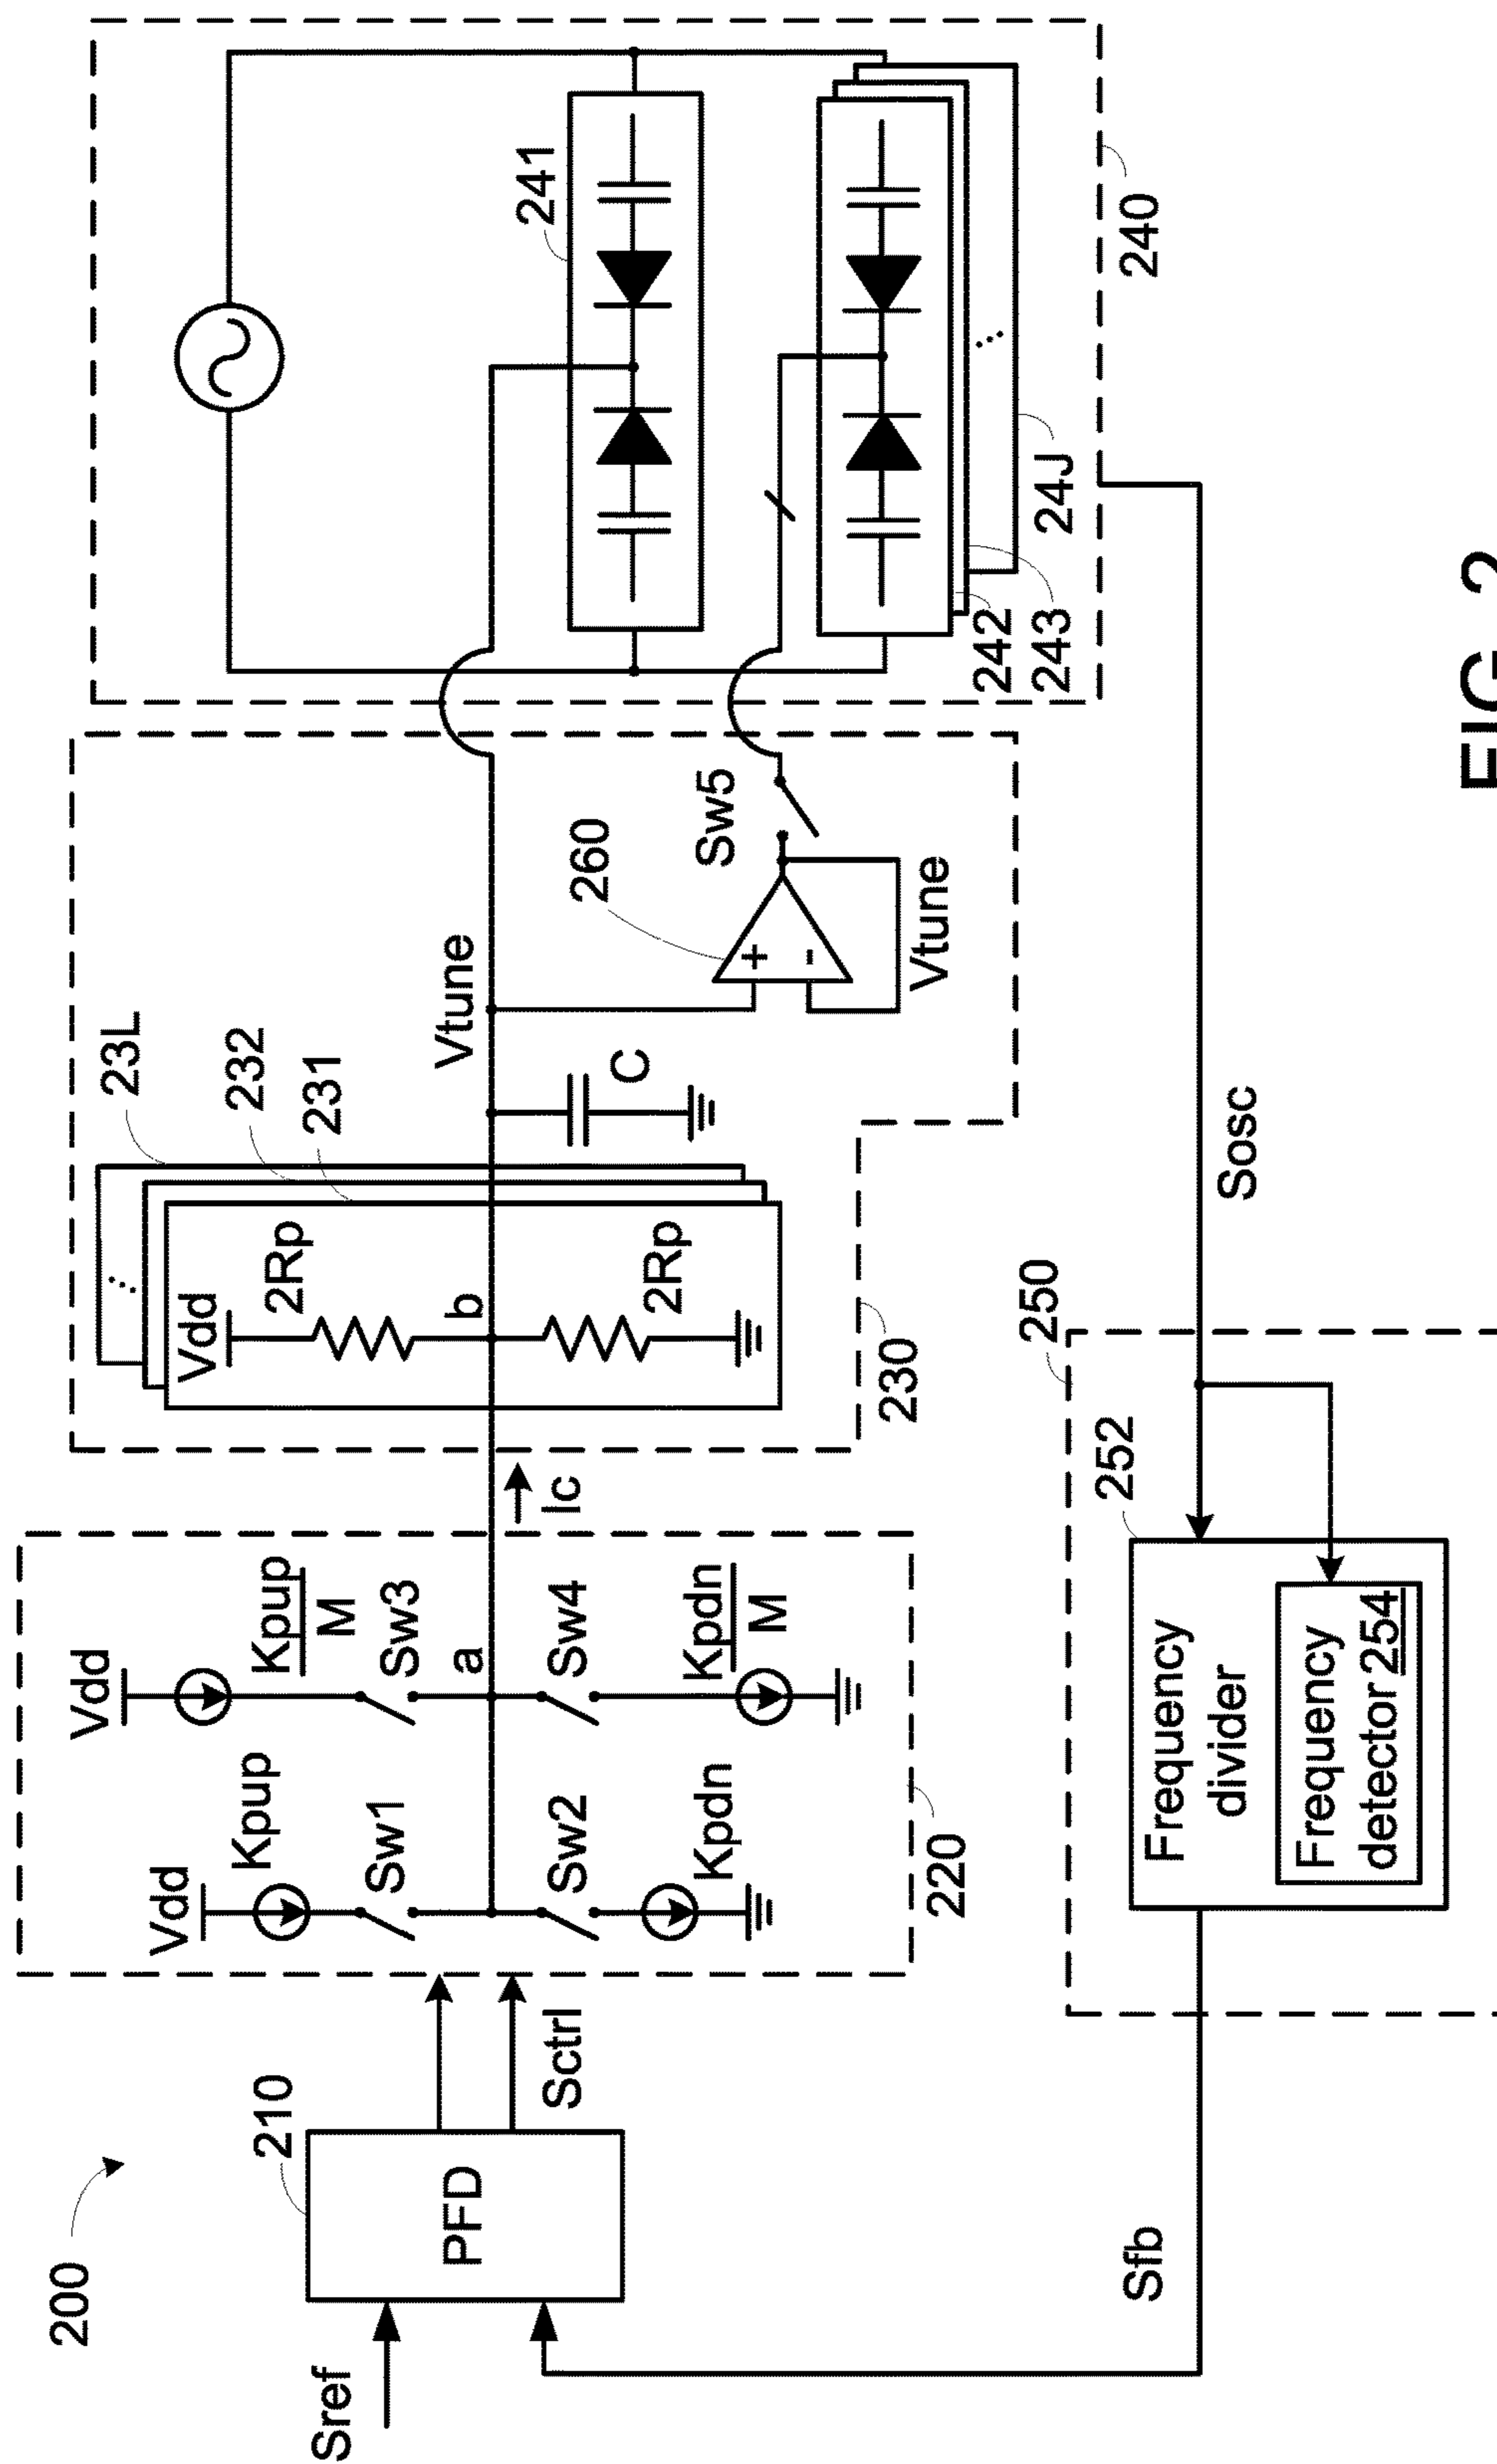 200
Sref
210
PFD
Sctrl
Sfb
Vdd
Kpup
Sw1
Sw2
Kpdn
Vdd
Kpup
M
Sw3
a
Sw4
Kpdn
M
220
Ic
Vdd
2Rp
b
2Rp
231
232
23L
230
Vtune
C
260
+
-
Vtune
Sw5
241
242
243
24J
240
Sosc
250
252
Frequency
divider
Frequency
detector 254
FIG. 2